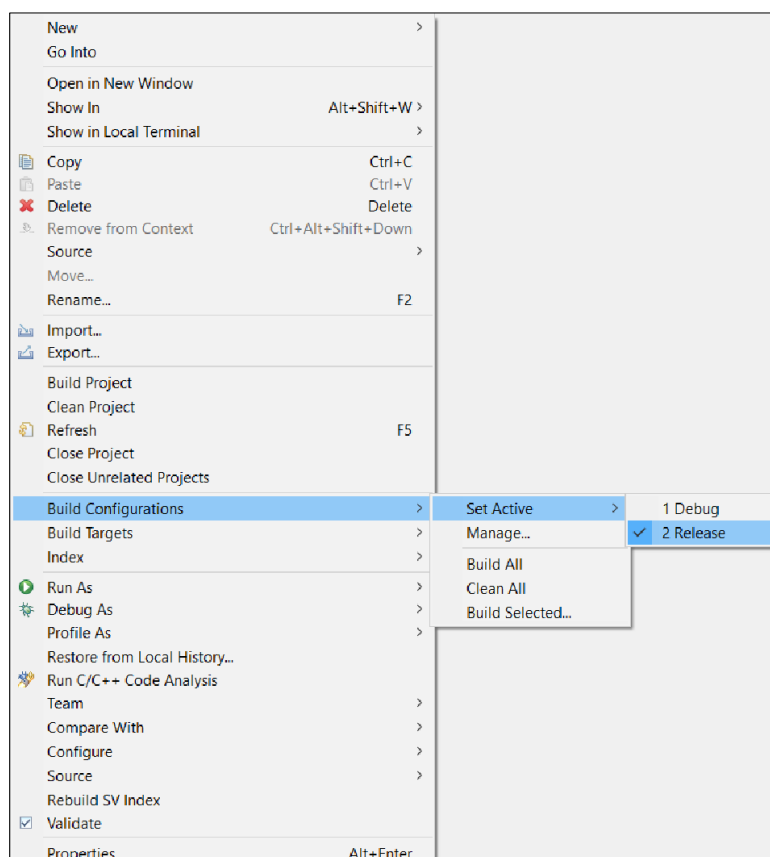 New >
Go Into
Open in New Window
Show In Alt+Shift+W >
Show in Local Terminal >
Copy Ctrl+C
Paste Ctrl+V
Delete Delete
Remove from Context Ctrl+Alt+Shift+Down
Source >
Move...
Rename... F2
Import...
Export...
Build Project
Clean Project
Refresh F5
Close Project
Close Unrelated Projects
Build Configurations > Set Active > 1 Debug
Build Targets > Manage... 2 Release
Index > Build All
Run As > Clean All
Debug As > Build Selected...
Profile As >
Restore from Local History...
Run C/C++ Code Analysis
Team >
Compare With >
Configure >
Source >
Rebuild SV Index
Validate
Properties Alt+Enter